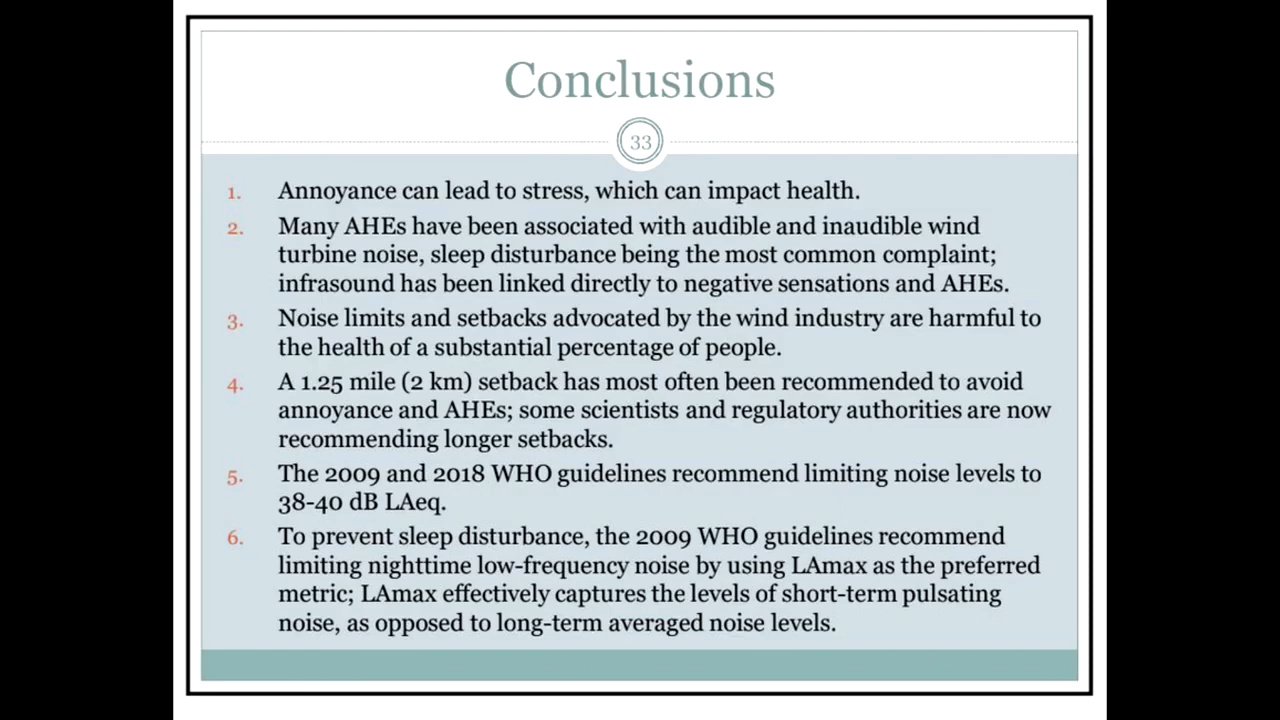 Conclusions
33
1. Annoyance can lead to stress, which can impact health.
2. Many AHEs have been associated with audible and inaudible wind
turbine noise, sleep disturbance being the most common complaint;
infrasound has been linked directly to negative sensations and AHEs.
3. Noise limits and setbacks advocated by the wind industry are harmful to
the health of a substantial percentage of people.
4. A 1.25 mile (2 km) setback has most often been recommended to avoid
annoyance and AHEs; some scientists and regulatory authorities are now
recommending longer setbacks.
5. The 2009 and 2018 WHO guidelines recommend limiting noise levels to
38-40 dB LAeq.
6. To prevent sleep disturbance, the 2009 WHO guidelines recommend
limiting nighttime low-frequency noise by using LAmax as the preferred
metric; LAmax effectively captures the levels of short-term pulsating
noise, as opposed to long-term averaged noise levels.